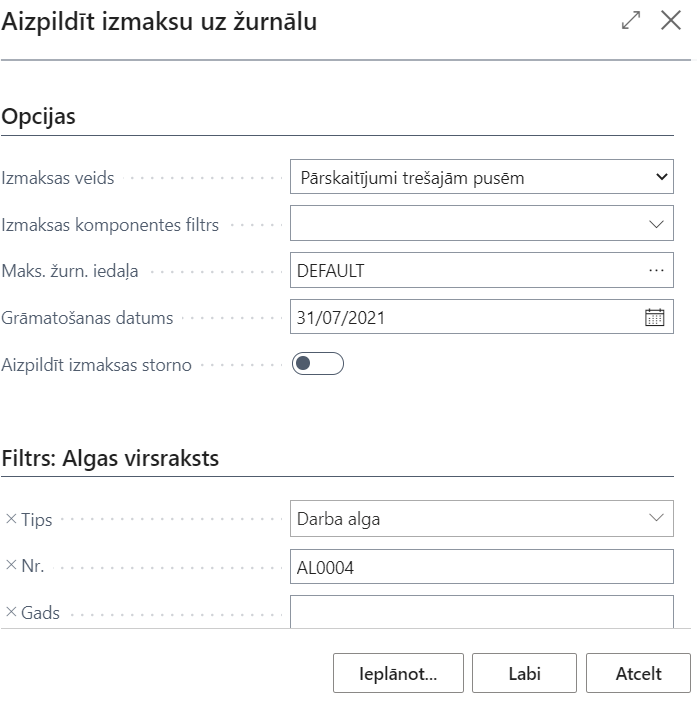 Aizpildīt izmaksu uz žurnālu
Opcijas
Izmaksas veids Pārskaitījumi trešajām pusēm
Izmaksas komponentes filtrs
Maks. žurn. iedaļa DEFAULT
Grāmatošanas datums 31/07/2021
Aizpildīt izmaksas storno
Filtrs: Algas virsraksts
Tips Darba alga
Nr. AL0004
Gads
Ieplānot... Labi Atcelt